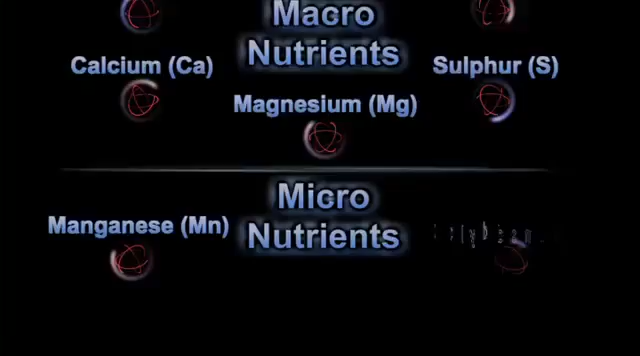 Macro
Nutrients
Calcium (Ca)
Sulphur (S)
Magnesium (Mg)
Micro
Nutrients
Manganese (Mn)